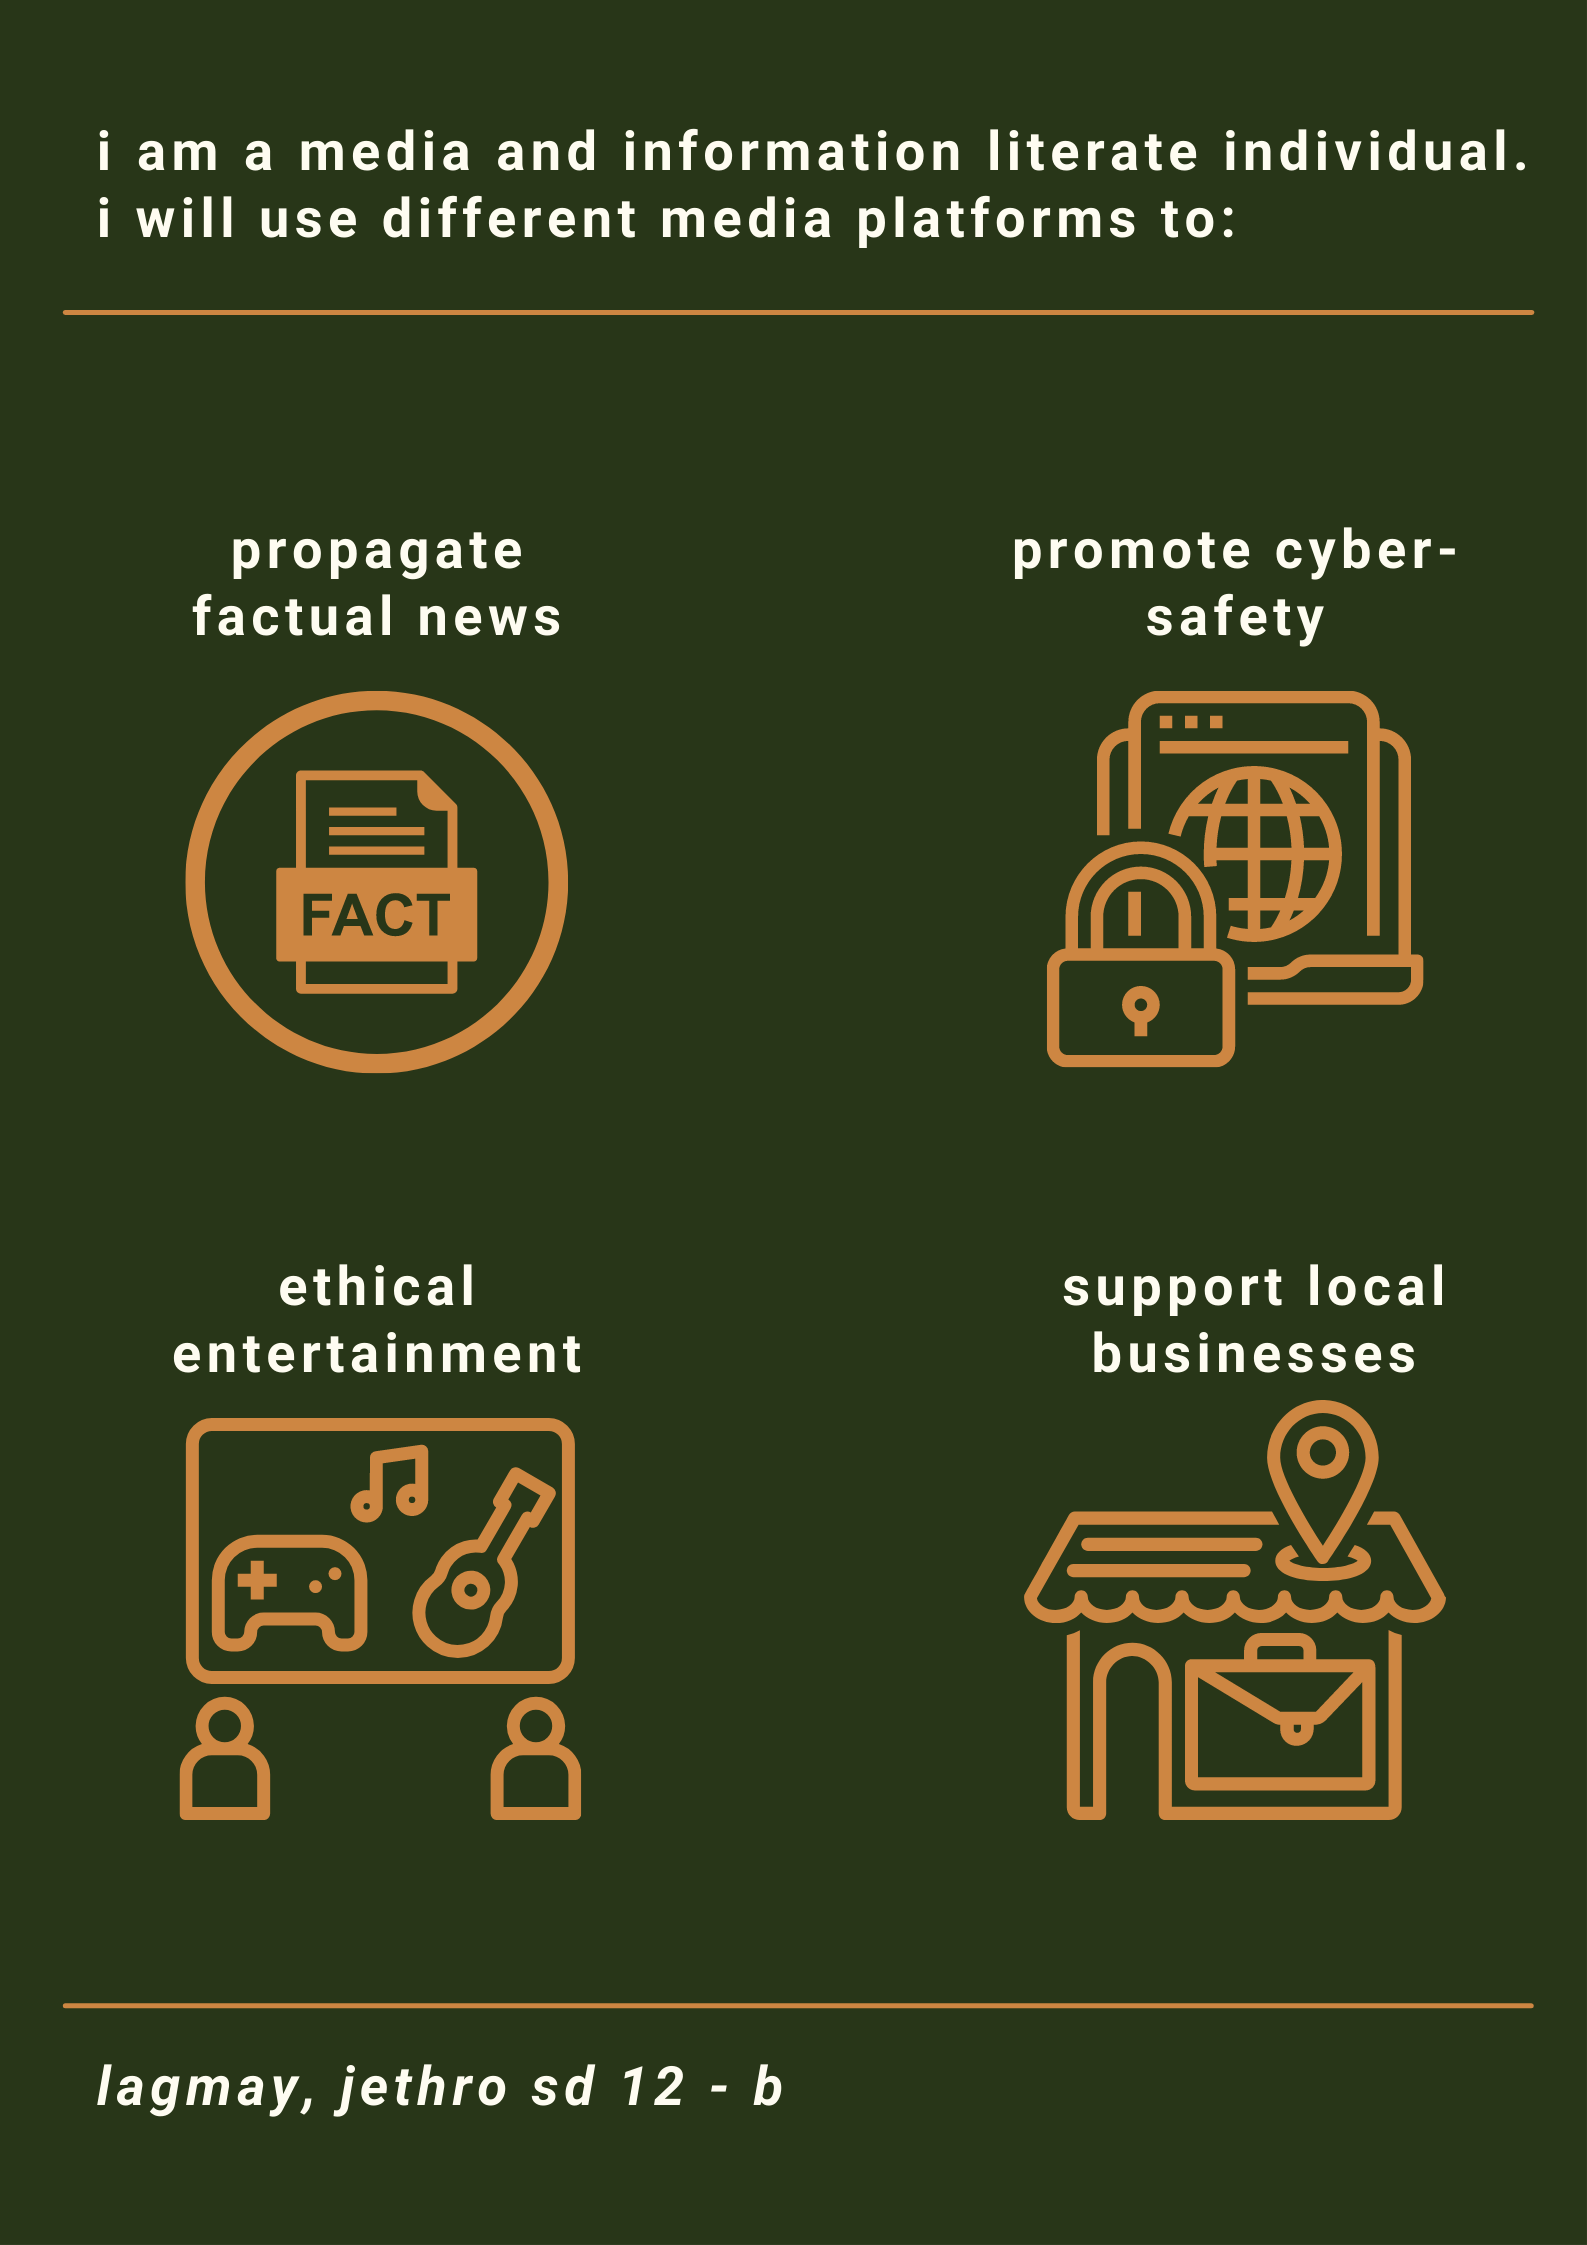 i am a media and information literate individual.
i will use different media platforms to:
propagate
factual news
FACT
promote cyber-
safety
ethical
entertainment
support local
businesses
lagmay, jethro sd 12 - b